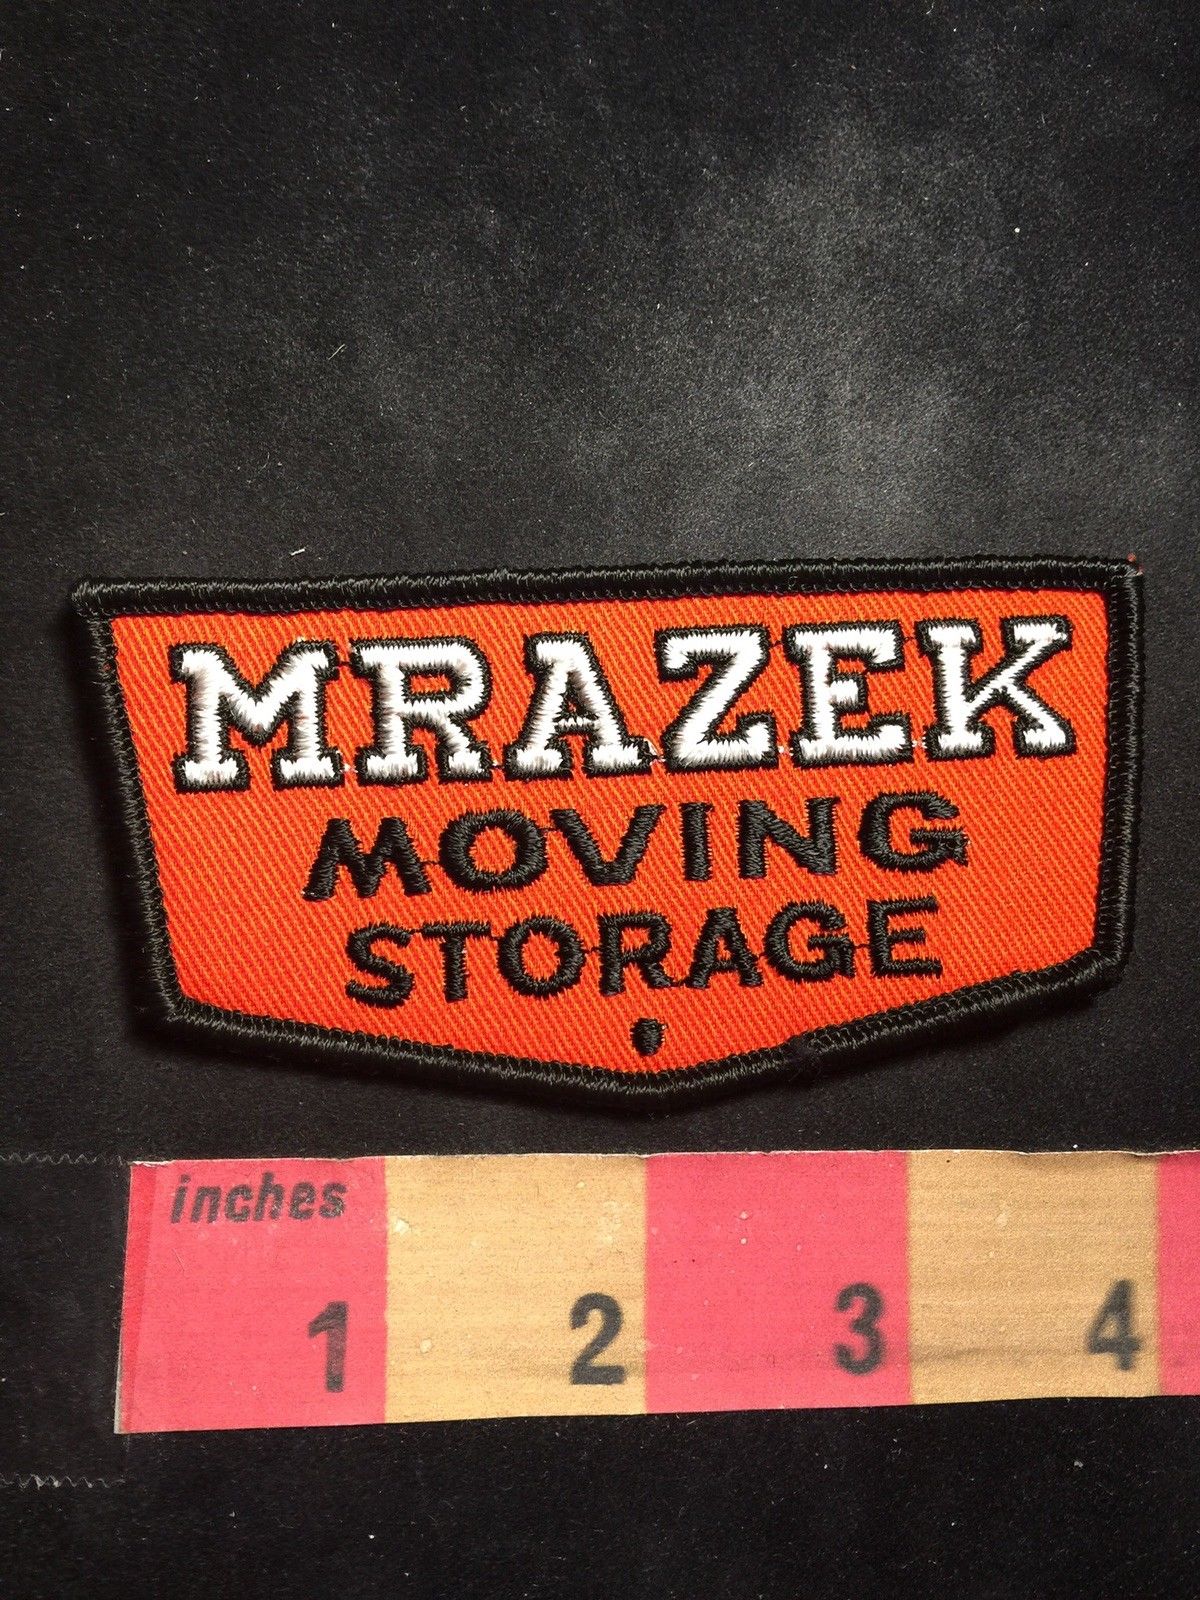 MRAZEK
MOVING
STORAGE
inches
1 2 3 4